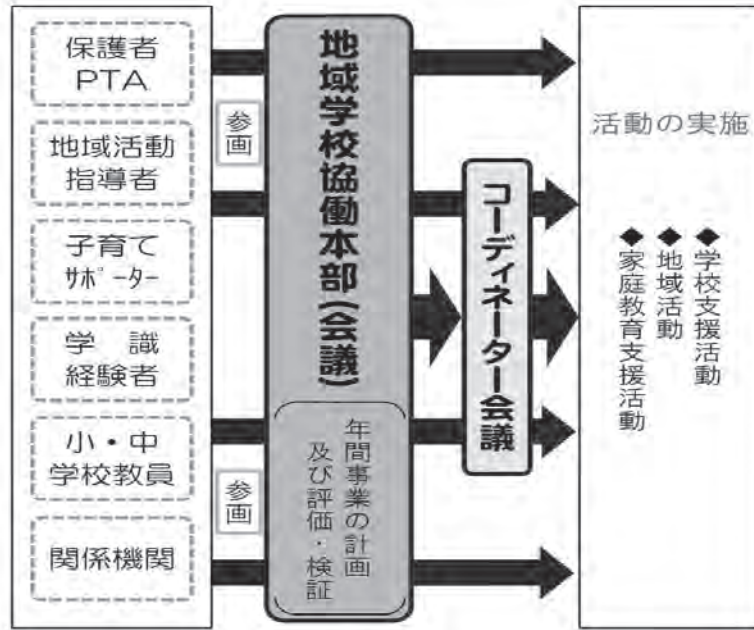 保護者
PTA
地域活動
指導者
子育て
ｻﾎﾟｰﾀｰ
学　識
経験者
小・中
学校教員
関係機関
参画
参画
地域学校協働本部(会議)
年間事業の計画
及び評価・検証
コーディネーター会議
活動の実施
◆学校支援活動
◆地域活動
◆家庭教育支援活動